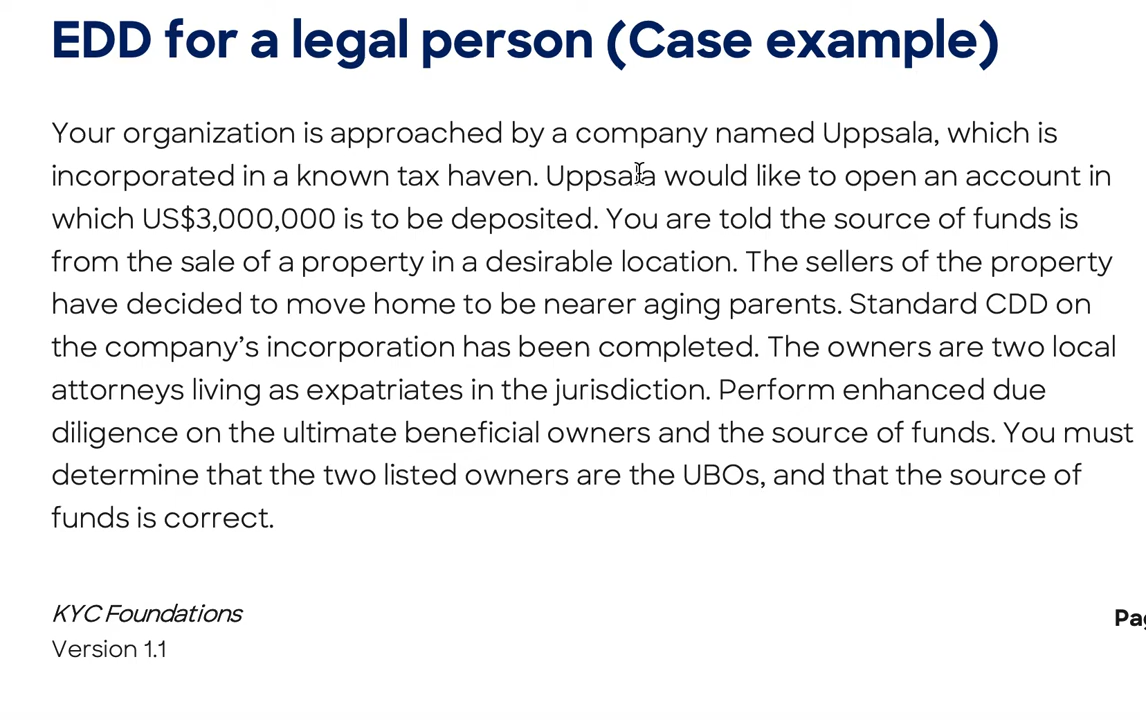 EDD for a legal person (Case example)
Your organization is approached by a company named Uppsala, which is
incorporated in a known tax haven. Uppsala would like to open an account in
which US$3,000,000 is to be deposited. You are told the source of funds is
from the sale of a property in a desirable location. The sellers of the property
have decided to move home to be nearer aging parents. Standard CDD on
the company’s incorporation has been completed. The owners are two local
attorneys living as expatriates in the jurisdiction. Perform enhanced due
diligence on the ultimate beneficial owners and the source of funds. You must
determine that the two listed owners are the UBOs, and that the source of
funds is correct.
KYC Foundations
Version 1.1